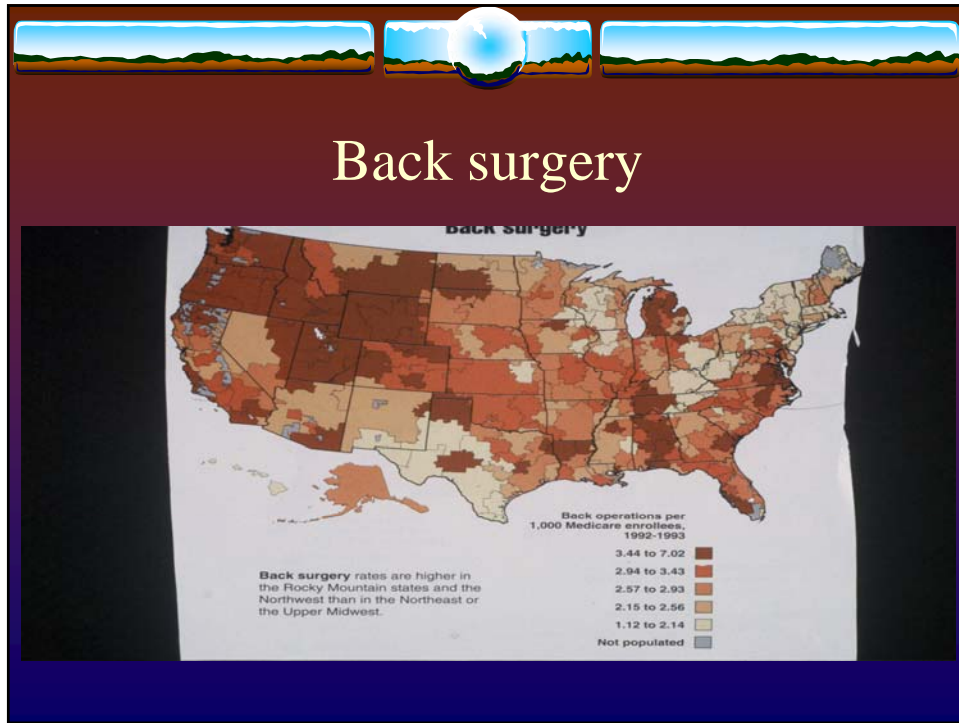 Back surgery
Back surgery
Back operations per
1,000 Medicare enrollees,
1992-1993
3.44 to 7.02
2.94 to 3.43
2.57 to 2.93
2.15 to 2.56
1.12 to 2.14
Not populated
Back surgery rates are higher in
the Rocky Mountain states and the
Northwest than in the Northeast or
the Upper Midwest.